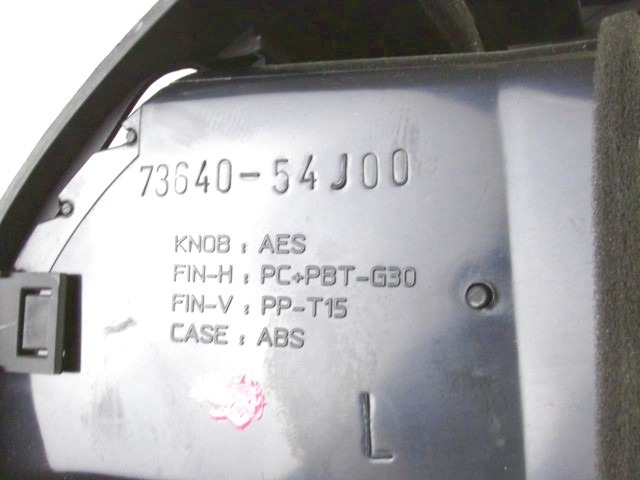 73640-54J00
KNOB : AES
FIN-H : PC+PBT-G30
FIN-V : PP-T15
CASE : ABS
L